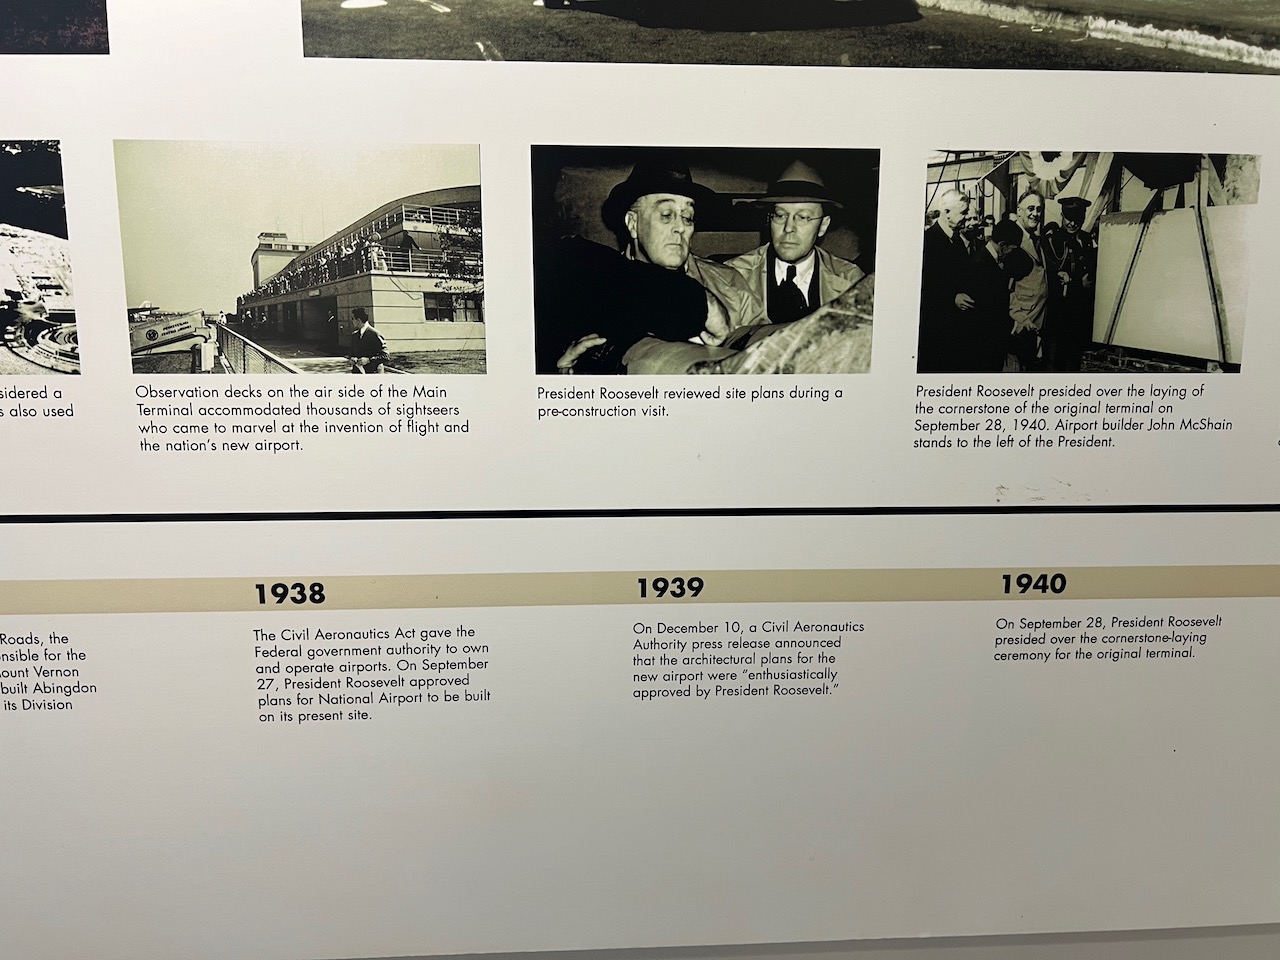 sidered a
s also used
Observation decks on the air side of the Main
Terminal accommodated thousands of sightseers
who came to marvel at the invention of flight and
the nation's new airport.
President Roosevelt reviewed site plans during a
pre-construction visit.
President Roosevelt presided over the laying of
the cornerstone of the original terminal on
September 28, 1940. Airport builder John McShain
stands to the left of the President.
Roads, the
nsible for the
ount Vernon
built Abingdon
its Division
1938
The Civil Aeronautics Act gave the
Federal government authority to own
and operate airports. On September
27, President Roosevelt approved
plans for National Airport to be built
on its present site.
1939
On December 10, a Civil Aeronautics
Authority press release announced
that the architectural plans for the
new airport were "enthusiastically
approved by President Roosevelt."
1940
On September 28, President Roosevelt
presided over the cornerstone-laying
ceremony for the original terminal.